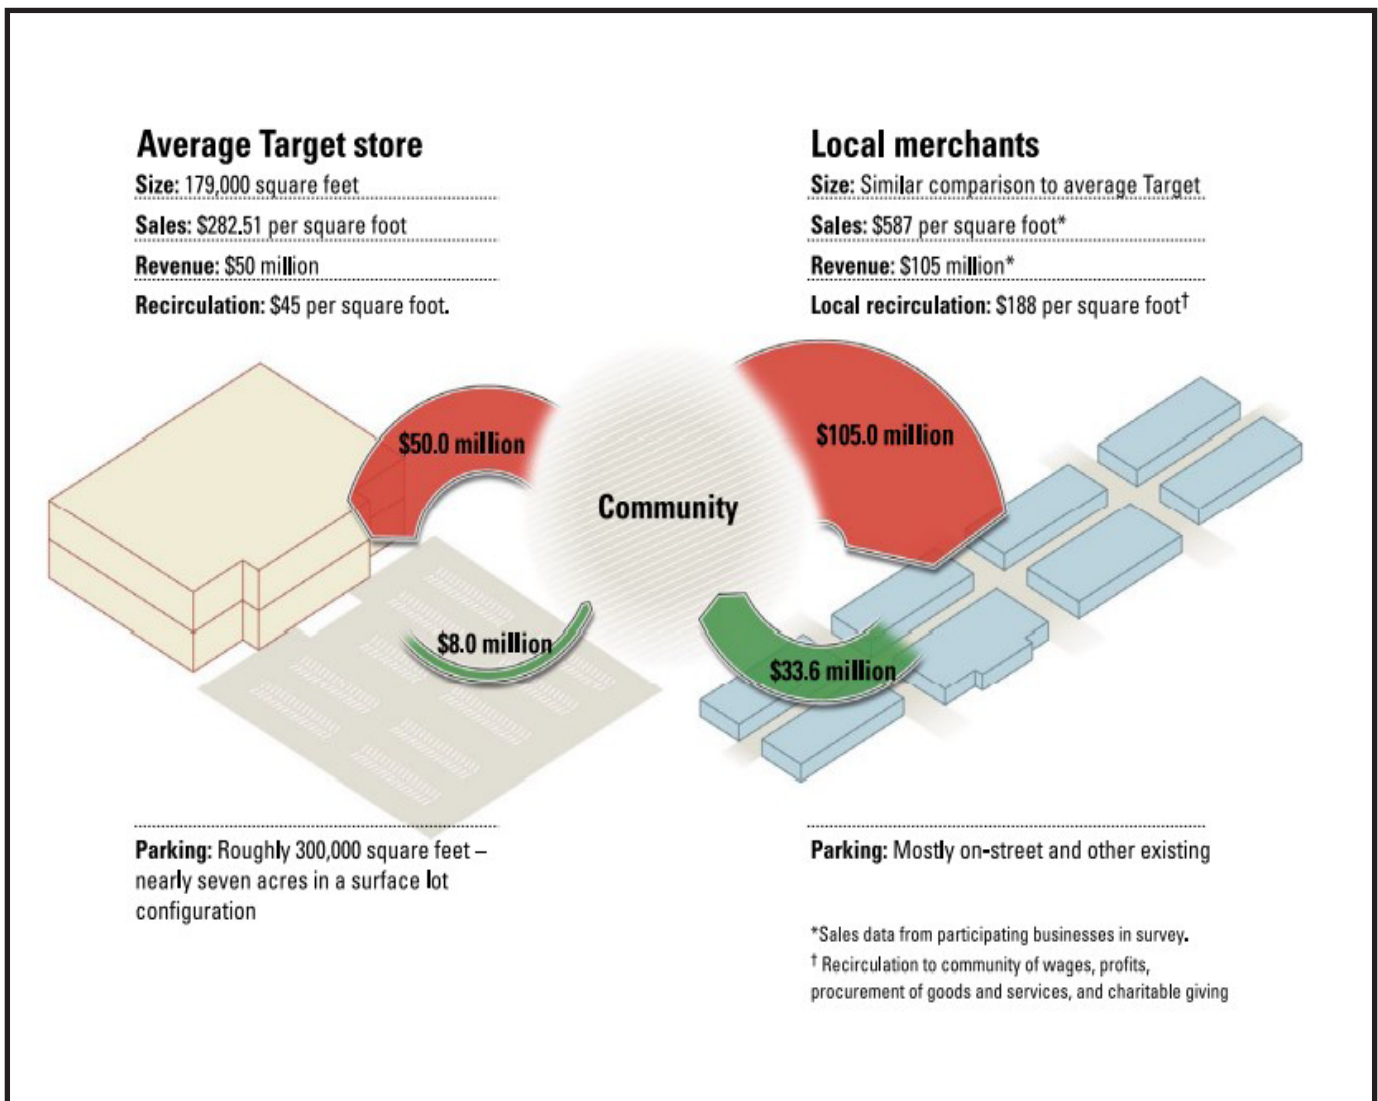 Average Target store
Size: 179,000 square feet
Sales: $282.51 per square foot
Revenue: $50 million
Recirculation: $45 per square foot.
Local merchants
Size: Similar comparison to average Target
Sales: $587 per square foot*
Revenue: $105 million*
Local recirculation: $188 per square foot†
$50.0 million
$105.0 million
Community
$8.0 million
$33.6 million
Parking: Roughly 300,000 square feet –
nearly seven acres in a surface lot
configuration
Parking: Mostly on-street and other existing
*Sales data from participating businesses in survey.
† Recirculation to community of wages, profits,
procurement of goods and services, and charitable giving